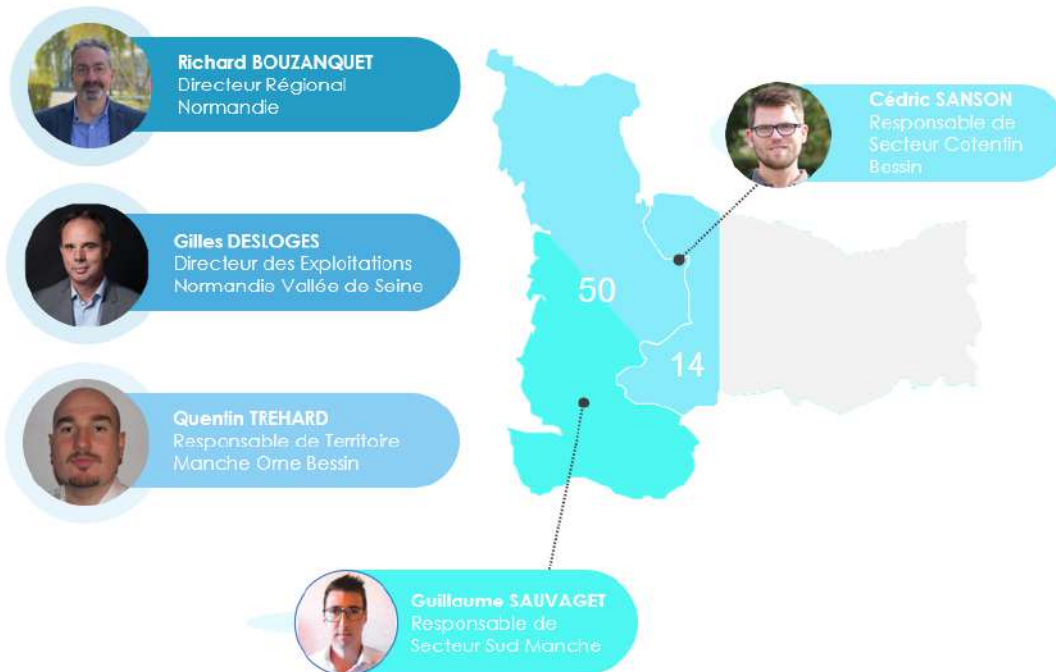 Richard BOUZANQUET
Directeur Régional
Normandie
Cédric SANSON
Responsable de
Secteur Cotentin
Bessin
Gilles DESLOGES
Directeur des Exploitations
Normandie Vallée de Seine
50
14
Quentin TREHARD
Responsable de Territoire
Manche Orne Bessin
Guillaume SAUVAGET
Responsable de
Secteur Sud Manche